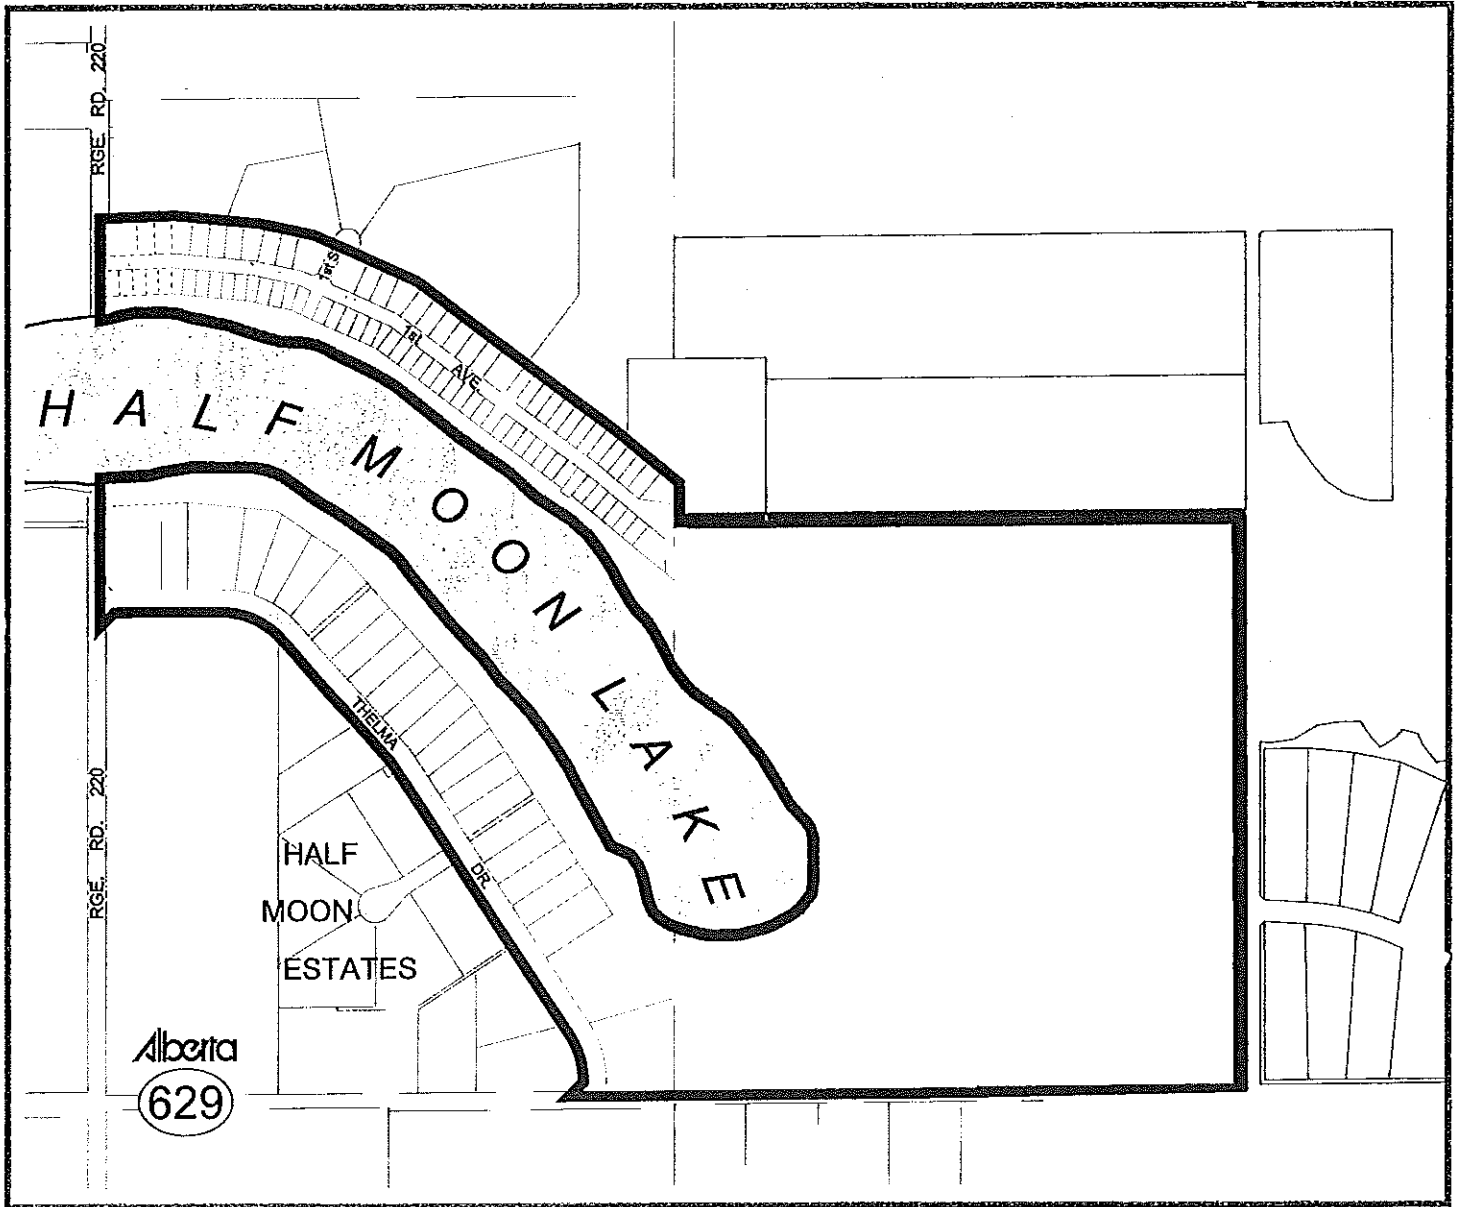 RGE. RD. 220
1st S
1st AVE.
HALF MOON LAKE
THELMA DR.
RGE. RD. 220
HALF
MOON
ESTATES
Alberta
629